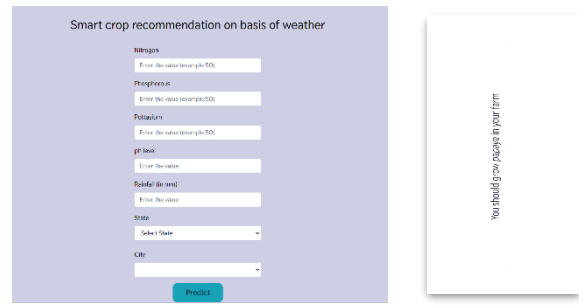 Smart crop recommendation on basis of weather
Nitrogen
Enter the value (example:50)
Phosphorous
Enter the value (example:50)
Pottasium
Enter the value (example:50)
ph level
Enter the value
Rainfall (in mm)
Enter the value
State
Select State
City
Predict
You should grow papaya in your farm